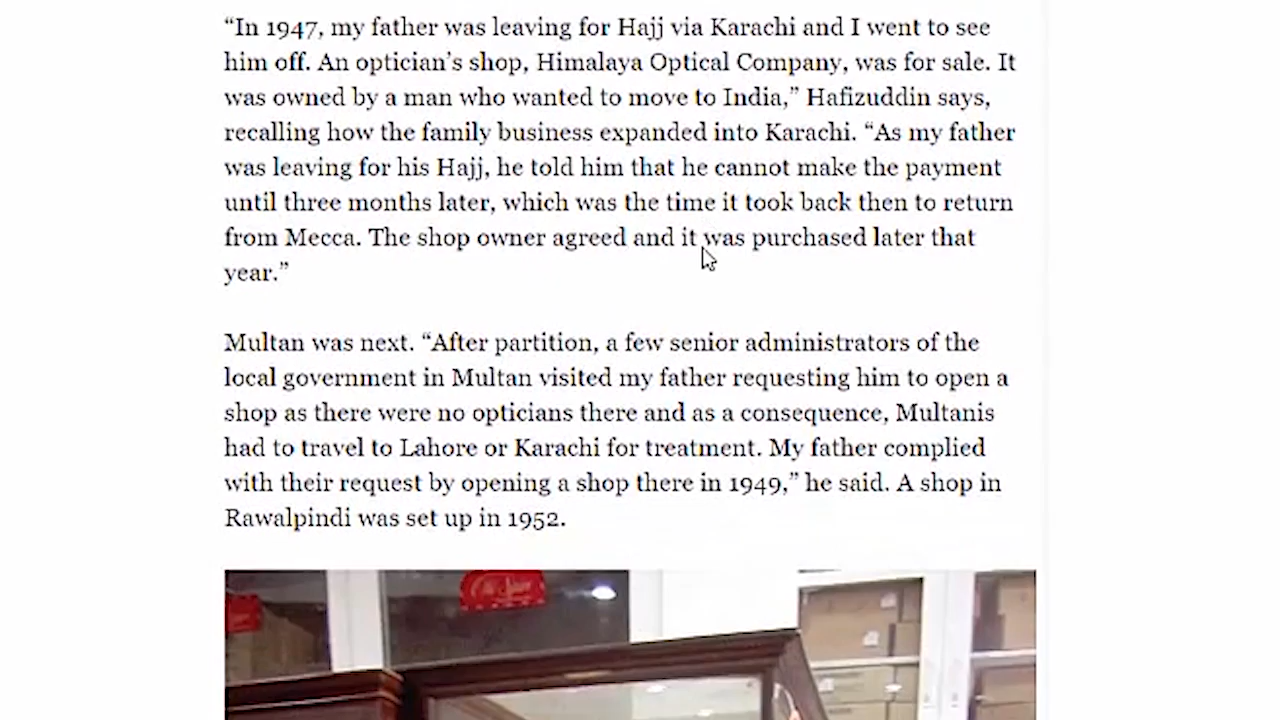 “In 1947, my father was leaving for Hajj via Karachi and I went to see
him off. An optician’s shop, Himalaya Optical Company, was for sale. It
was owned by a man who wanted to move to India,” Hafizuddin says,
recalling how the family business expanded into Karachi. “As my father
was leaving for his Hajj, he told him that he cannot make the payment
until three months later, which was the time it took back then to return
from Mecca. The shop owner agreed and it was purchased later that
year.”
Multan was next. “After partition, a few senior administrators of the
local government in Multan visited my father requesting him to open a
shop as there were no opticians there and as a consequence, Multanis
had to travel to Lahore or Karachi for treatment. My father complied
with their request by opening a shop there in 1949,” he said. A shop in
Rawalpindi was set up in 1952.